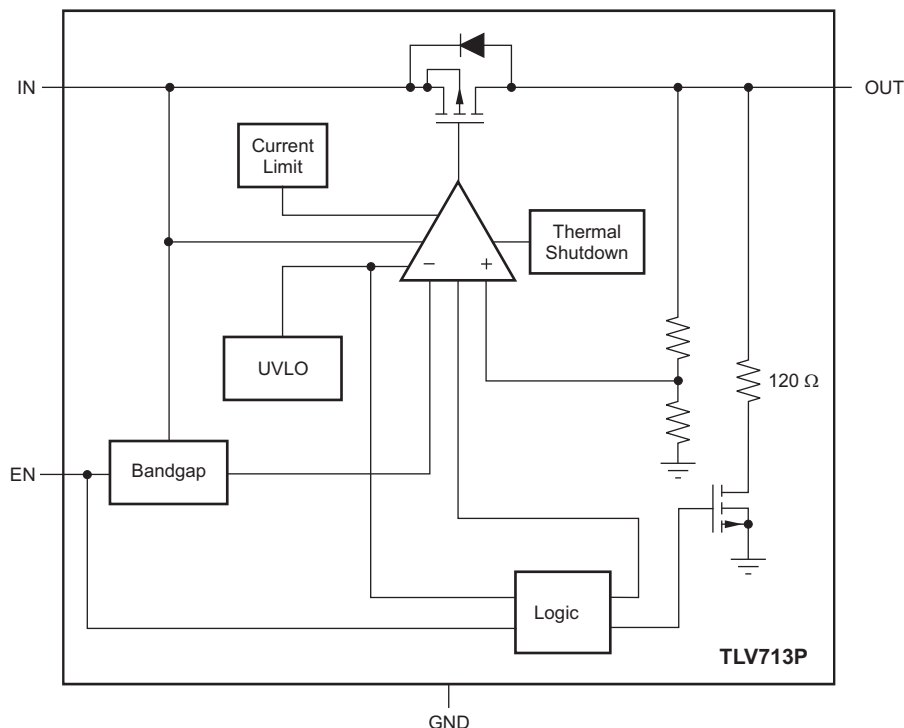 IN
OUT
Current
Limit
Thermal
Shutdown
−
+
UVLO
120 Ω
EN
Bandgap
Logic
TLV713P
GND